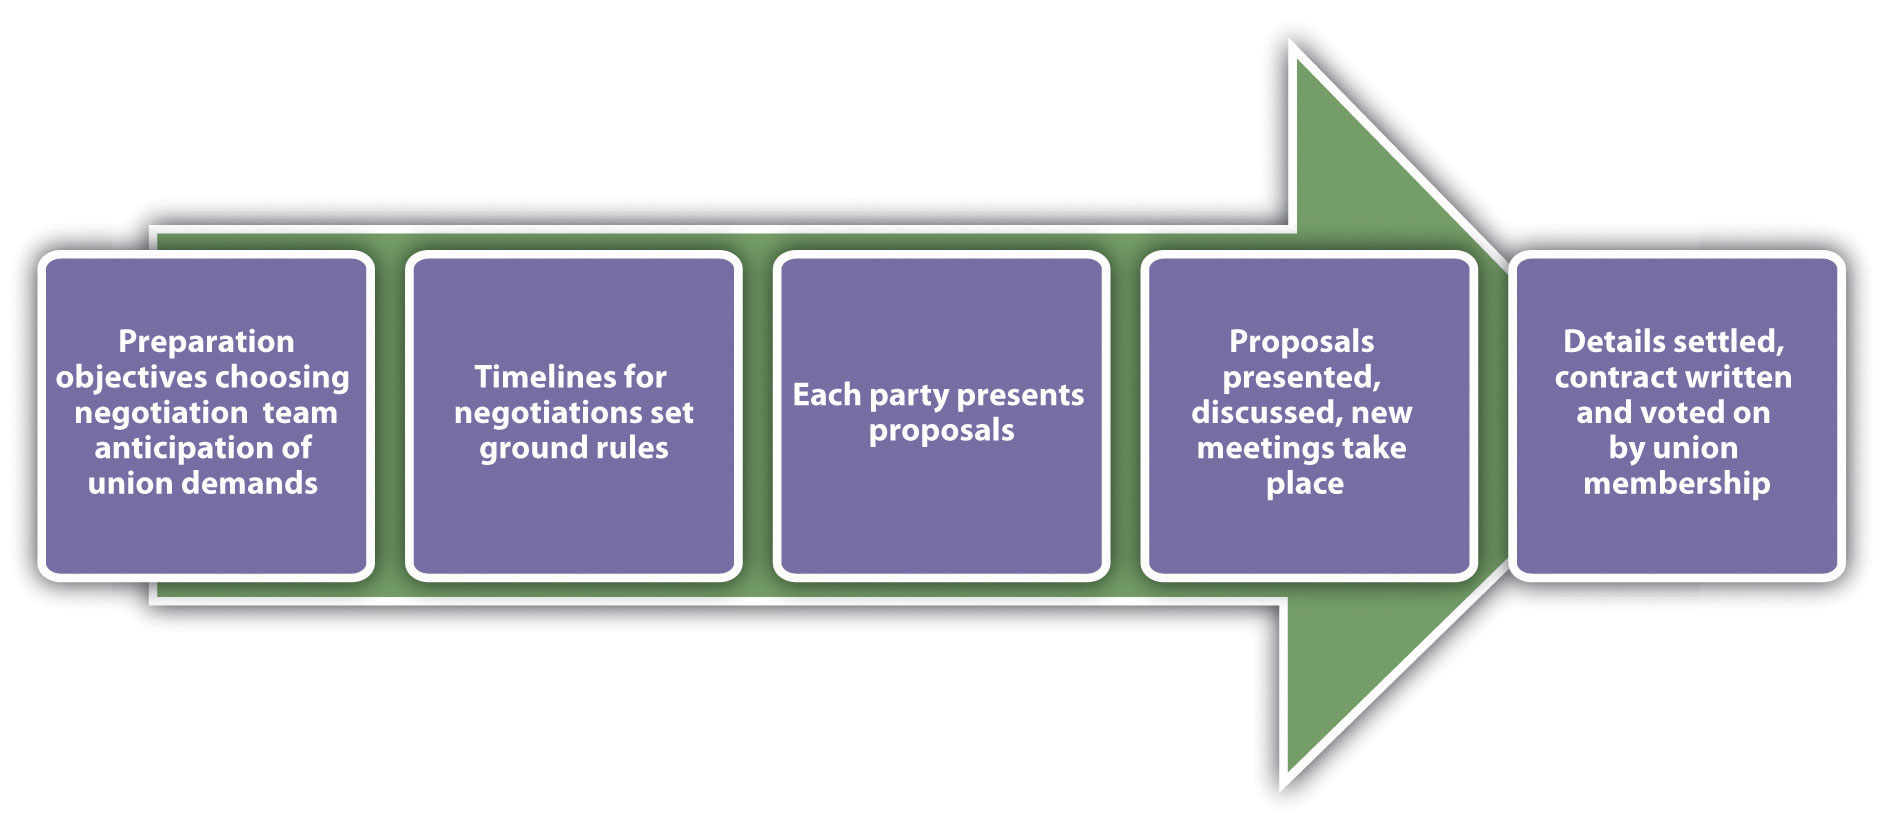 Preparation
objectives choosing
negotiation  team
anticipation of
union demands
Timelines for
negotiations set
ground rules
Each party presents
proposals
Proposals
presented,
discussed, new
meetings take
place
Details settled,
contract written
and voted on
by union
membership